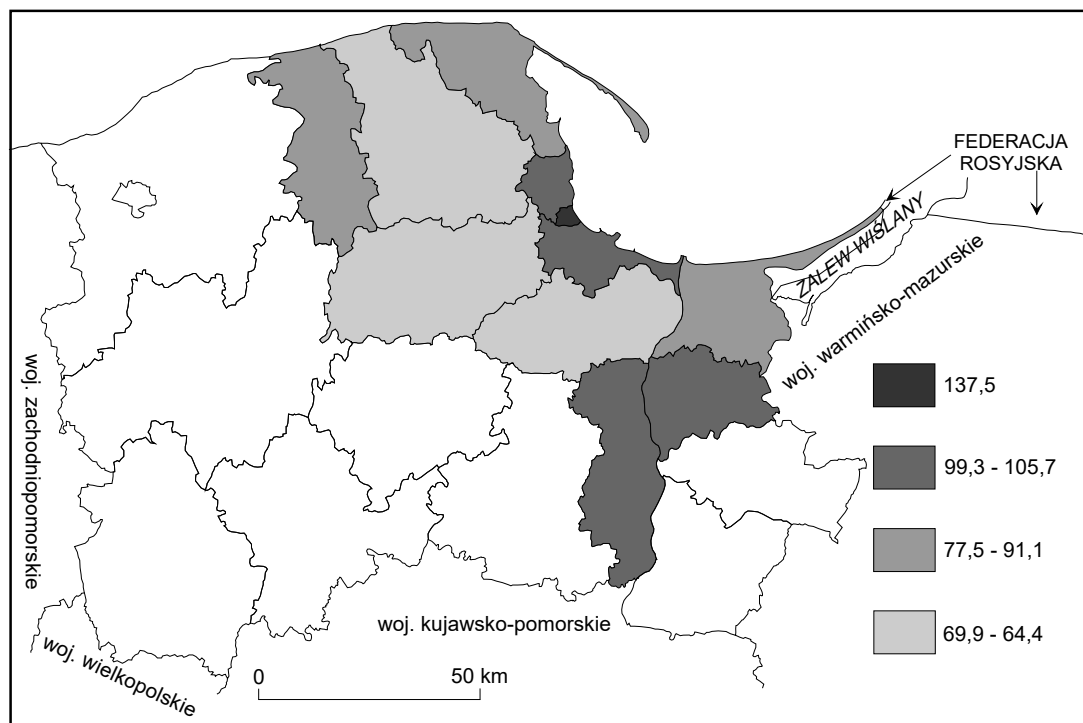 FEDERACJA
ROSYJSKA
ZALEW WIŚLANY
woj. warmińsko-mazurskie
woj. zachodniopomorskie
137,5
99,3 - 105,7
77,5 - 91,1
69,9 - 64,4
woj. kujawsko-pomorskie
woj. wielkopolskie
0
50 km